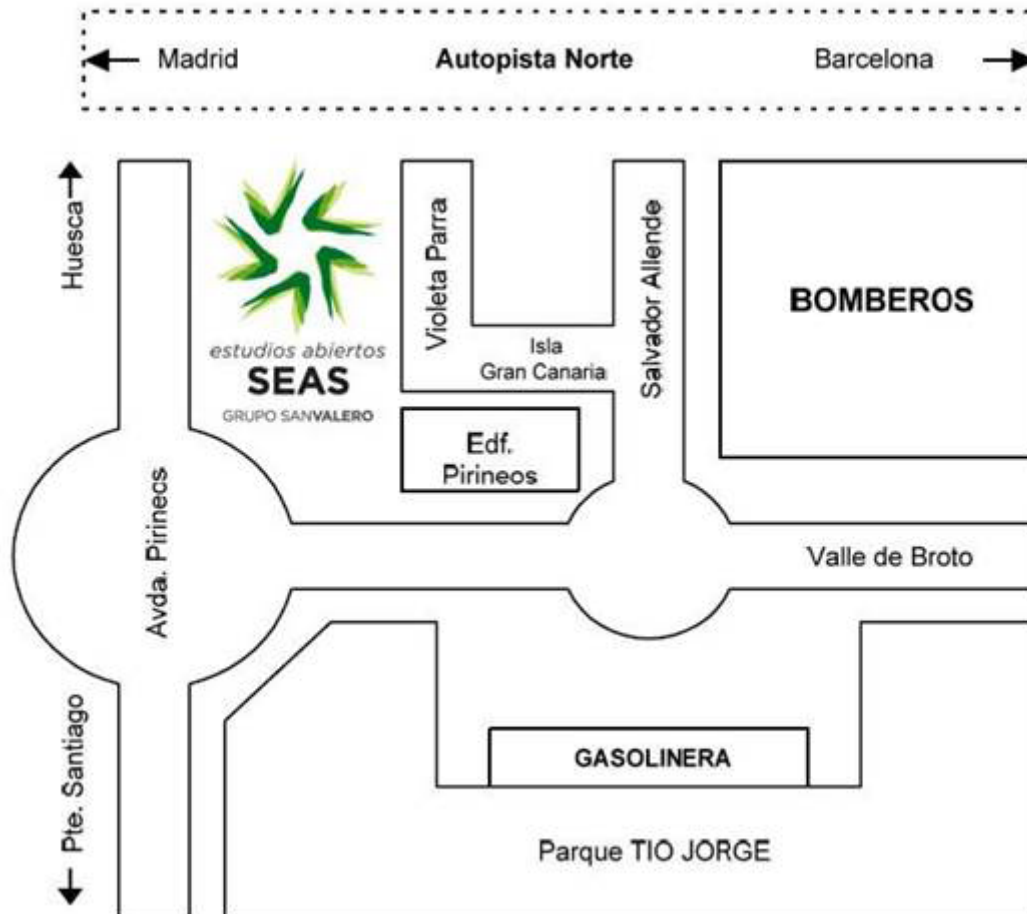 Madrid
Autopista Norte
Barcelona
Huesca
Violeta Parra
Salvador Allende
BOMBEROS
estudios abiertos
SEAS
GRUPO SANVALERO
Isla
Gran Canaria
Edf.
Pirineos
Avda. Pirineos
Valle de Broto
Pte. Santiago
GASOLINERA
Parque TIO JORGE